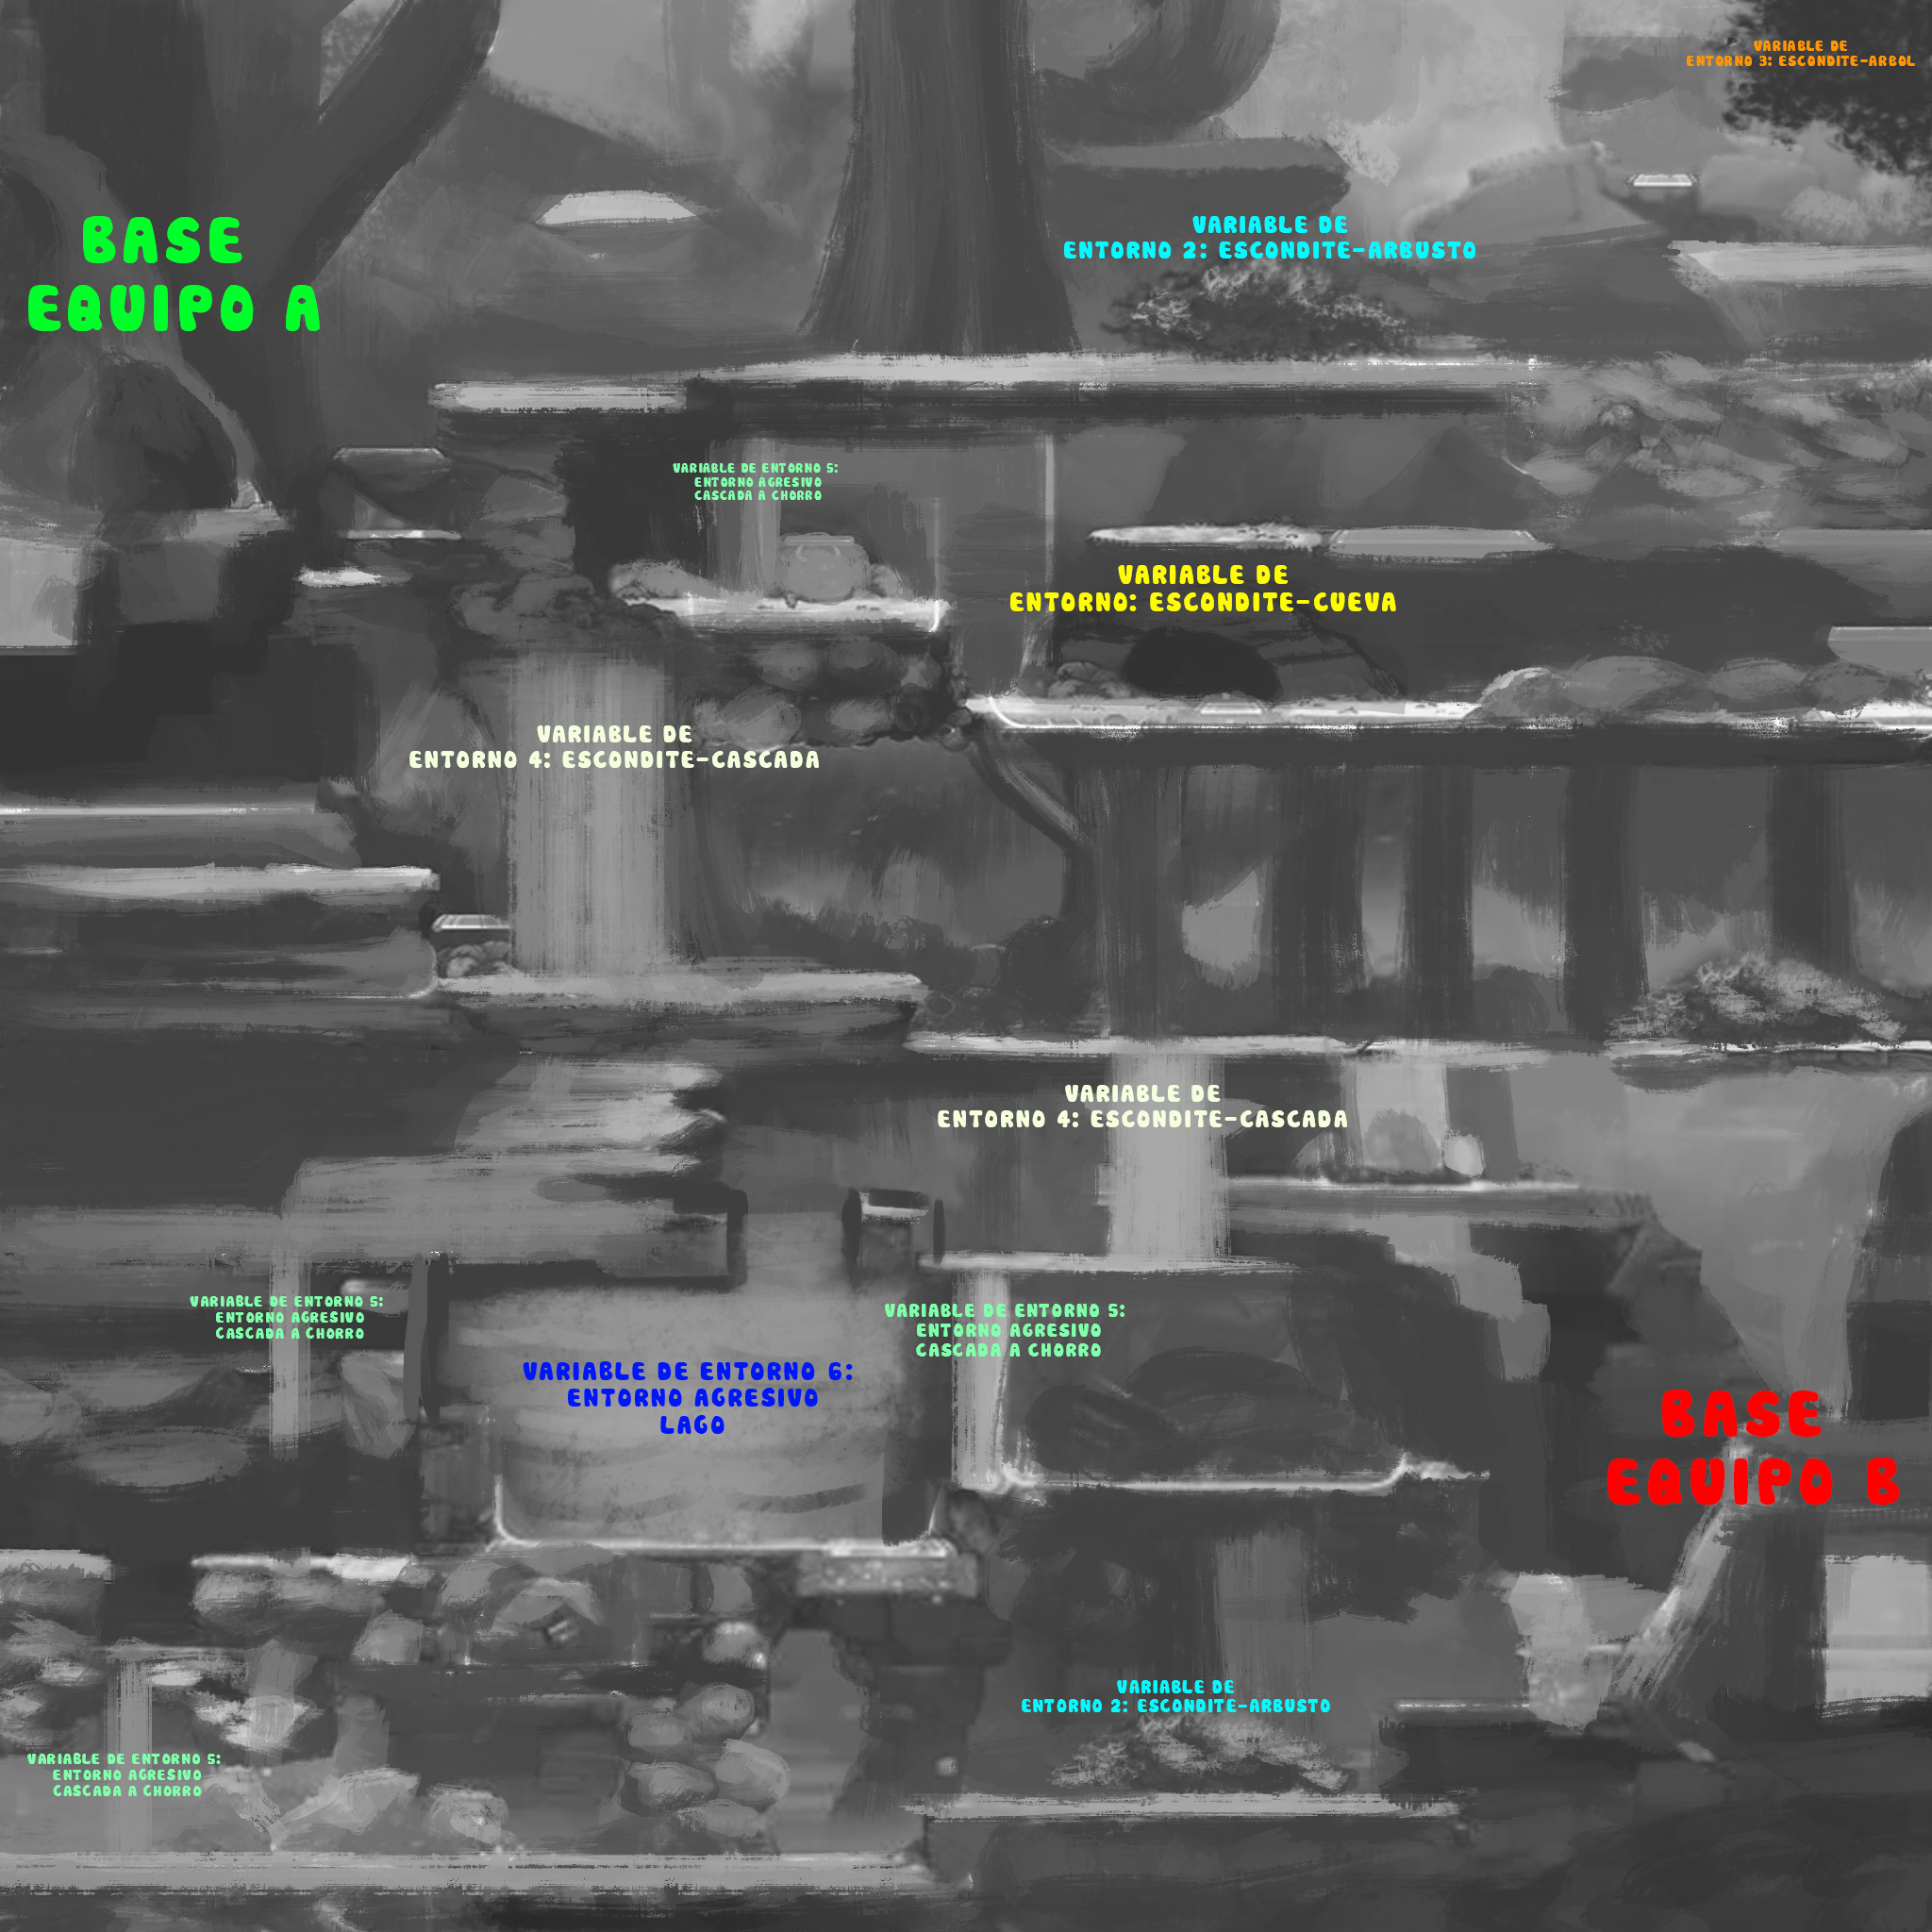 VARIABLE DE
ENTORNO 3: ESCONDITE-ARBOL
BASE
EQUIPO A
VARIABLE DE
ENTORNO 2: ESCONDITE-ARBUSTO
VARIABLE DE ENTORNO 5:
ENTORNO AGRESIVO
CASCADA A CHORRO
VARIABLE DE
ENTORNO: ESCONDITE-CUEVA
VARIABLE DE
ENTORNO 4: ESCONDITE-CASCADA
VARIABLE DE
ENTORNO 4: ESCONDITE-CASCADA
VARIABLE DE ENTORNO 5:
ENTORNO AGRESIVO
CASCADA A CHORRO
VARIABLE DE ENTORNO 5:
ENTORNO AGRESIVO
CASCADA A CHORRO
VARIABLE DE ENTORNO 6:
ENTORNO AGRESIVO
LAGO
BASE
EQUIPO B
VARIABLE DE
ENTORNO 2: ESCONDITE-ARBUSTO
VARIABLE DE ENTORNO 5:
ENTORNO AGRESIVO
CASCADA A CHORRO